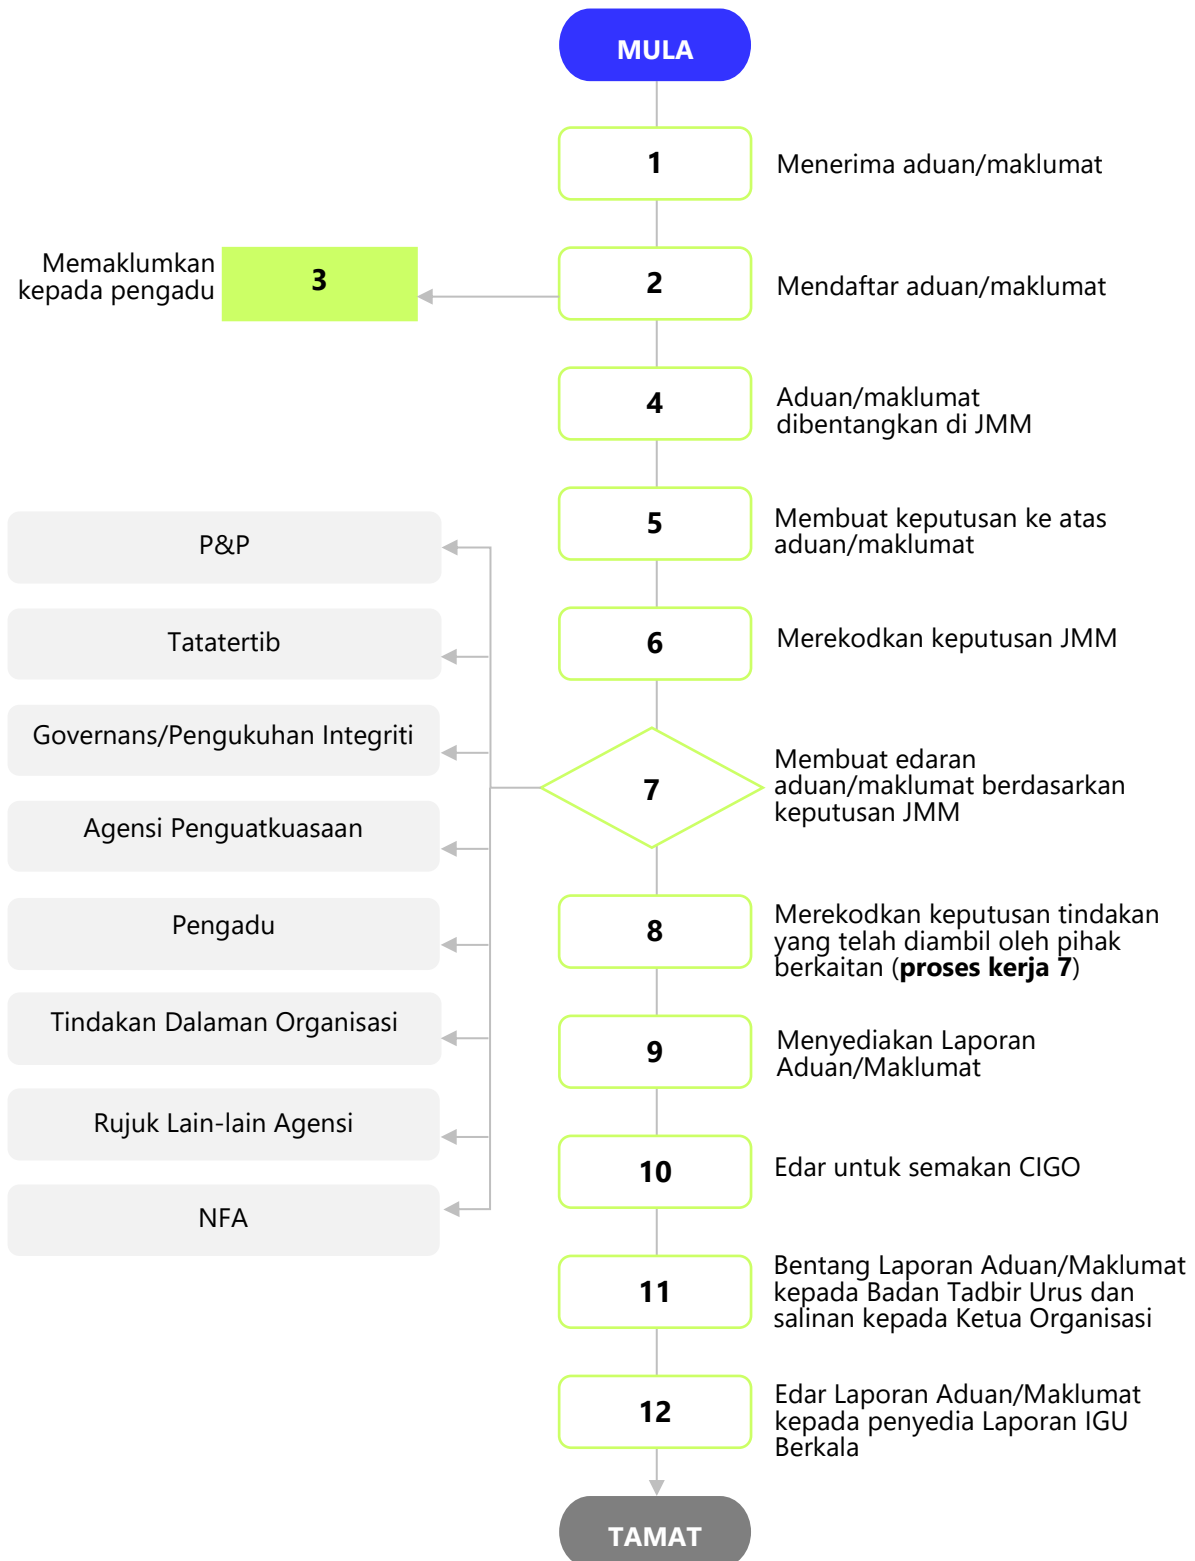 MULA
1
Menerima aduan/maklumat
Memaklumkan
kepada pengadu
3
2
Mendaftar aduan/maklumat
4
Aduan/maklumat
dibentangkan di JMM
5
Membuat keputusan ke atas
aduan/maklumat
P&P
6
Merekodkan keputusan JMM
Tatatertib
Governans/Pengukuhan Integriti
7
Membuat edaran
aduan/maklumat berdasarkan
keputusan JMM
Agensi Penguatkuasaan
Pengadu
8
Merekodkan keputusan tindakan
yang telah diambil oleh pihak
berkaitan (proses kerja 7)
Tindakan Dalaman Organisasi
9
Menyediakan Laporan
Aduan/Maklumat
Rujuk Lain-lain Agensi
10
Edar untuk semakan CIGO
NFA
11
Bentang Laporan Aduan/Maklumat
kepada Badan Tadbir Urus dan
salinan kepada Ketua Organisasi
12
Edar Laporan Aduan/Maklumat
kepada penyedia Laporan IGU
Berkala
TAMAT